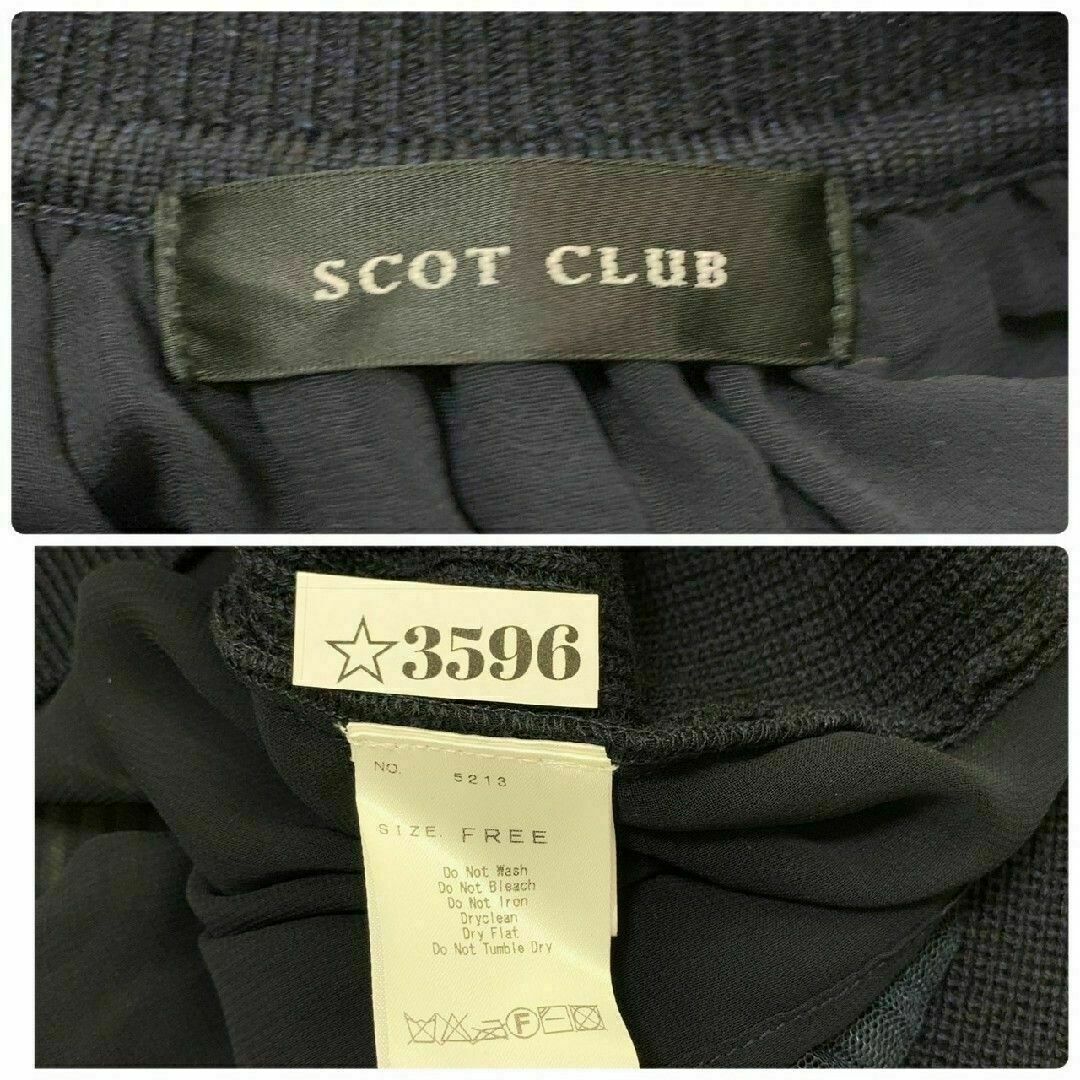 SCOT CLUB
☆3596
NO. 5213
SIZE. FREE
Do Not Wash
Do Not Bleach
Do Not Iron
Dryclean
Dry Flat
Do Not Tumble Dry
F